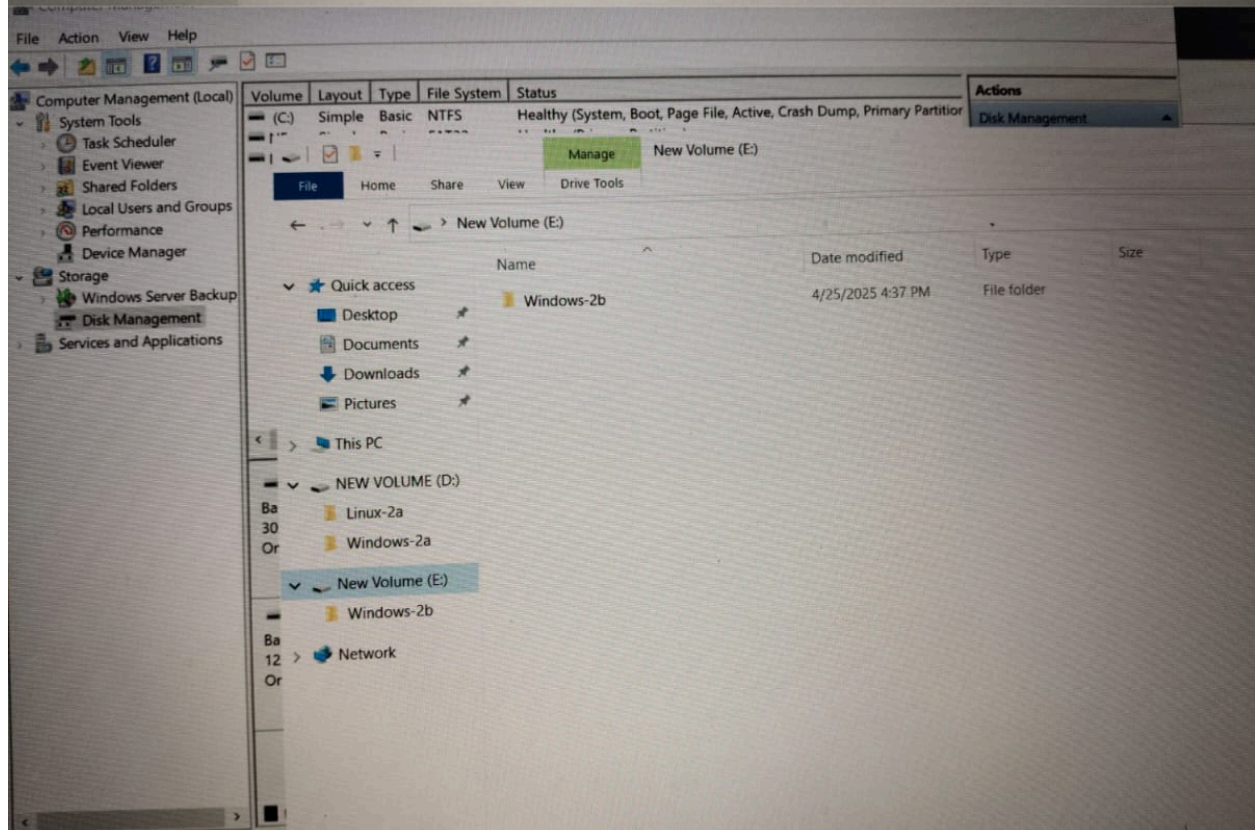 File Action View Help
Computer Management (Local)
System Tools
Task Scheduler
Event Viewer
Shared Folders
Local Users and Groups
Performance
Device Manager
Storage
Windows Server Backup
Disk Management
Services and Applications
Volume Layout Type File System Status
(C:) Simple Basic NTFS Healthy (System, Boot, Page File, Active, Crash Dump, Primary Partition
Actions
Disk Management
Manage New Volume (E:)
File Home Share View Drive Tools
New Volume (E:)
Name Date modified Type Size
Windows-2b 4/25/2025 4:37 PM File folder
Quick access
Desktop
Documents
Downloads
Pictures
This PC
NEW VOLUME (D:)
Linux-2a
Windows-2a
New Volume (E:)
Windows-2b
Network
Ba
30
Or
Ba
12
Or